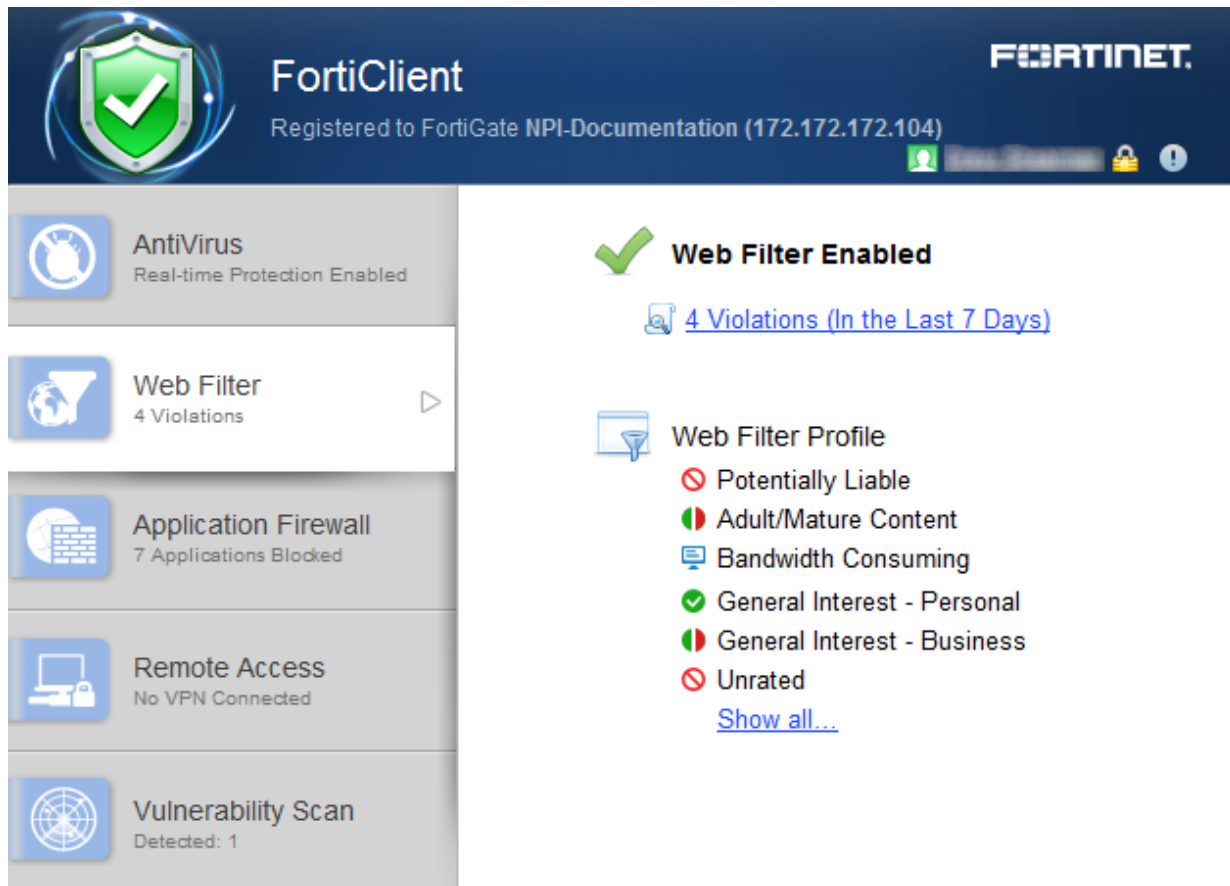 FORTINET.
FortiClient
Registered to FortiGate NPI-Documentation (172.172.172.104)
AntiVirus
Real-time Protection Enabled
Web Filter
4 Violations
Application Firewall
7 Applications Blocked
Remote Access
No VPN Connected
Vulnerability Scan
Detected: 1
Web Filter Enabled
4 Violations (In the Last 7 Days)
Web Filter Profile
Potentially Liable
Adult/Mature Content
Bandwidth Consuming
General Interest - Personal
General Interest - Business
Unrated
Show all...